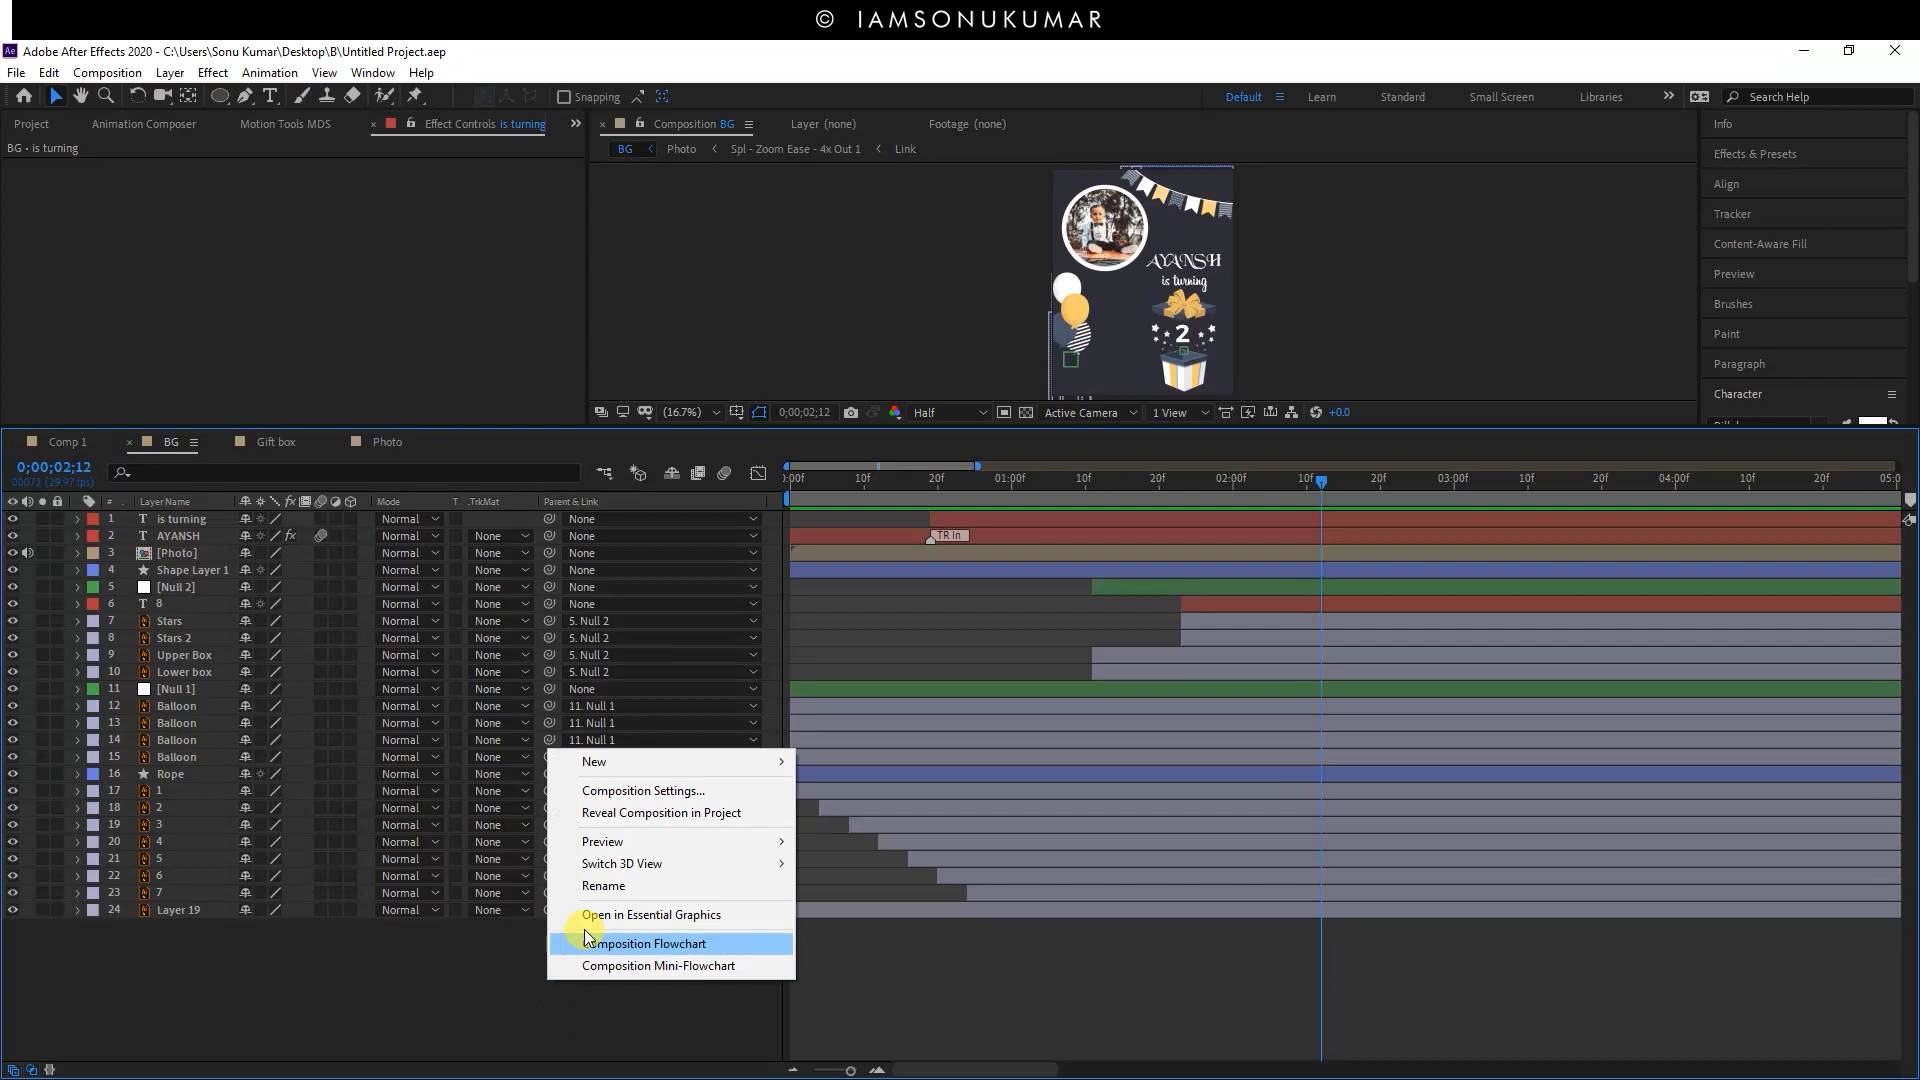 © IAMSONUKUMAR
Ae Adobe After Effects 2020 - C:\Users\Sonu Kumar\Desktop\B\Untitled Project.aep
File Edit Composition Layer Effect Animation View Window Help
Snapping Default Learn Standard Small Screen Libraries Search Help
Project Animation Composer Motion Tools MDS Effect Controls is turning Composition BG Layer (none) Footage (none) Info
BG • is turning
BG Photo Spl - Zoom Ease - 4x Out 1 Link
Effects & Presets
Align
Tracker
Content-Aware Fill
Preview
Brushes
Paint
Paragraph
Character
AYANSH
is turning
2
(16.7%) 0;00;02;12 Half Active Camera 1 View +0.0
Comp 1 BG Gift box Photo
0;00;02;12
00072 (29.97 fps)
):00f 10f 20f 01:00f 10f 20f 02:00f 10f 20f 03:00f 10f 20f 04:00f 10f 20f 05:0
# Layer Name fx Mode T .TrkMat Parent & Link
1 T is turning Normal None
2 T AYANSH fx Normal None None TR In
3 [Photo] Normal None None
4 Shape Layer 1 Normal None None
5 [Null 2] Normal None None
6 T 8 Normal None None
7 Stars Normal None 5. Null 2
8 Stars 2 Normal None 5. Null 2
9 Upper Box Normal None 5. Null 2
10 Lower box Normal None 5. Null 2
11 [Null 1] Normal None None
12 Balloon Normal None 11. Null 1
13 Balloon Normal None 11. Null 1
14 Balloon Normal None 11. Null 1
15 Balloon Normal None
16 Rope Normal None
17 1 Normal None
18 2 Normal None
19 3 Normal None
20 4 Normal None
21 5 Normal None
22 6 Normal None
23 7 Normal None
24 Layer 19 Normal None
New
Composition Settings...
Reveal Composition in Project
Preview
Switch 3D View
Rename
Open in Essential Graphics
Composition Flowchart
Composition Mini-Flowchart